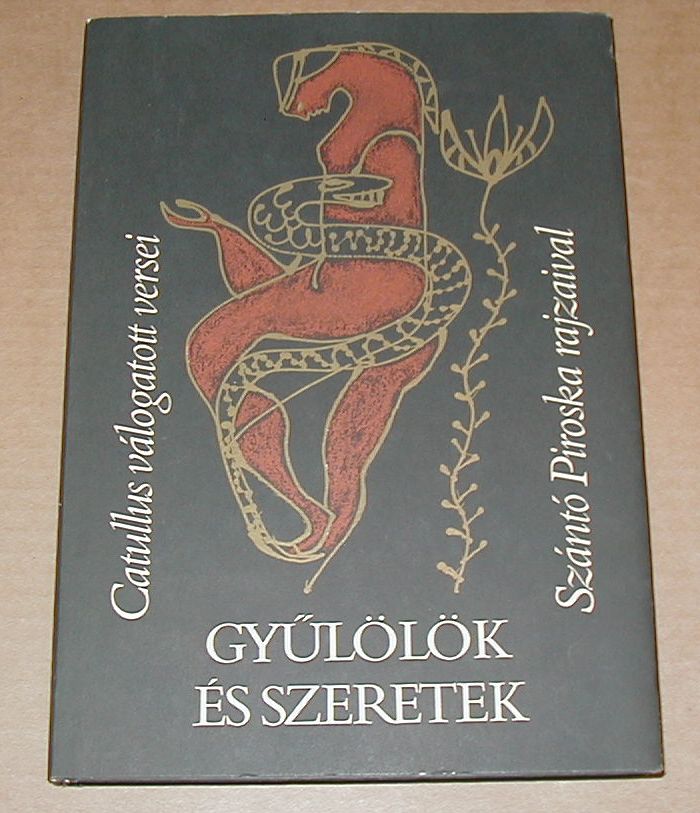 Catullus válogatott versei
Szántó Piroska rajzaival
GYŰLÖLÖK
ÉS SZERETEK